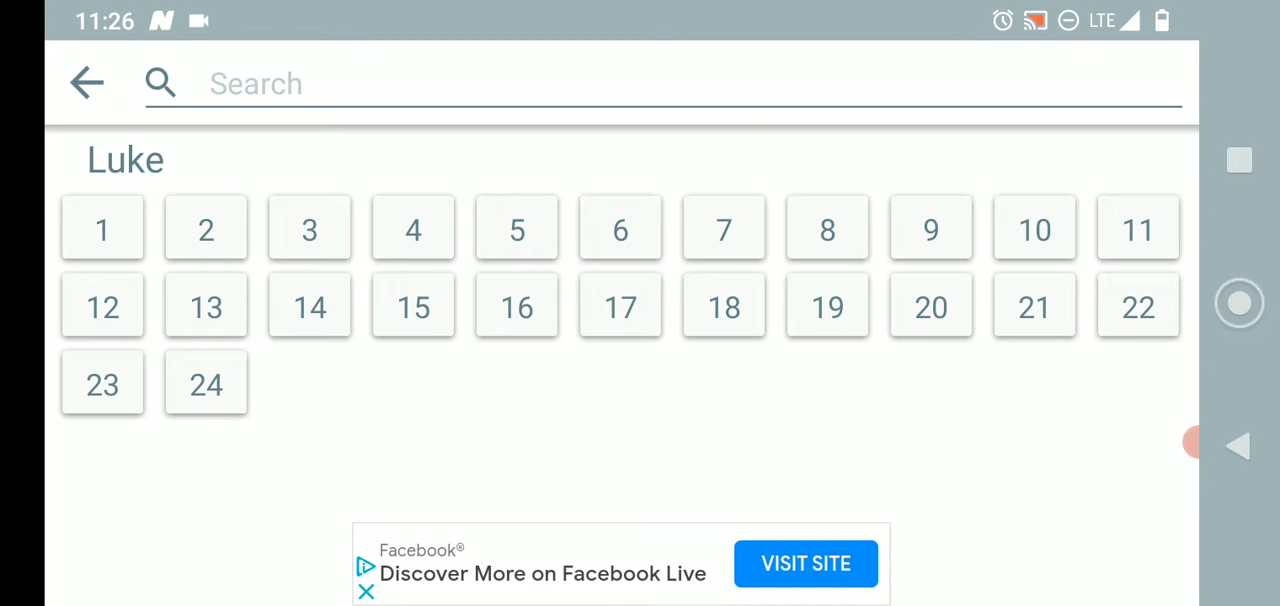 11:26 LTE
Search
Luke
1 2 3 4 5 6 7 8 9 10 11
12 13 14 15 16 17 18 19 20 21 22
23 24
Facebook®
Discover More on Facebook Live
VISIT SITE